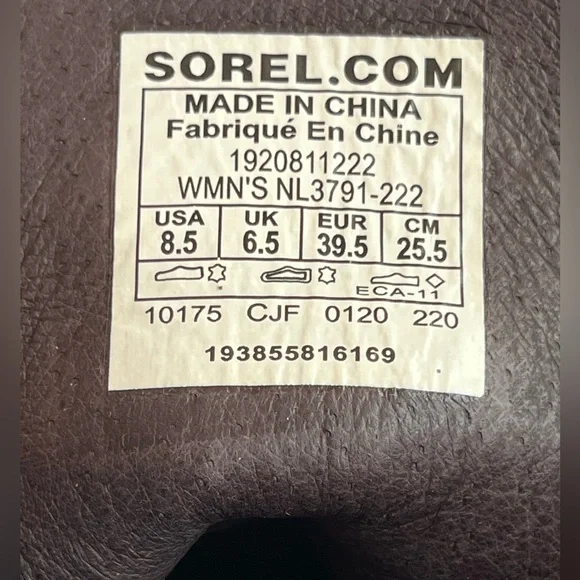 SOREL.COM
MADE IN CHINA
Fabriqué En Chine
1920811222
WMN'S NL3791-222
USA UK EUR CM
8.5 6.5 39.5 25.5
ECA-11
10175 CJF 0120 220
193855816169